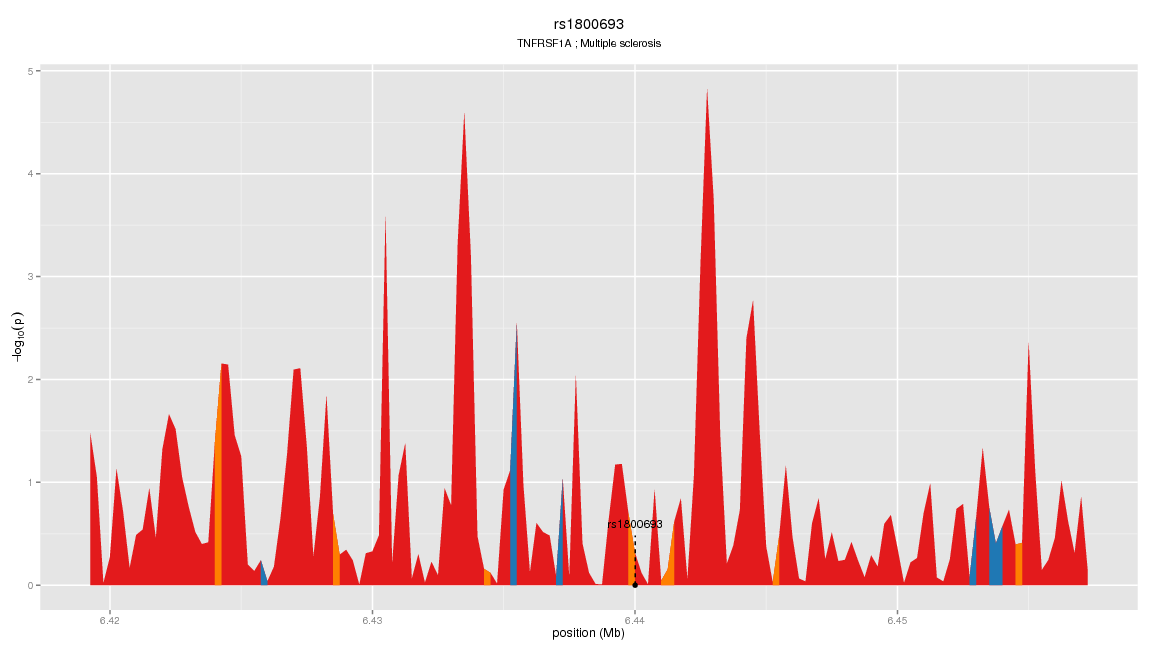 rs1800693
TNFRSF1A ; Multiple sclerosis
5
4
3
2
1
0
−log10(p)
rs1800693
6.42
6.43
6.44
6.45
position (Mb)